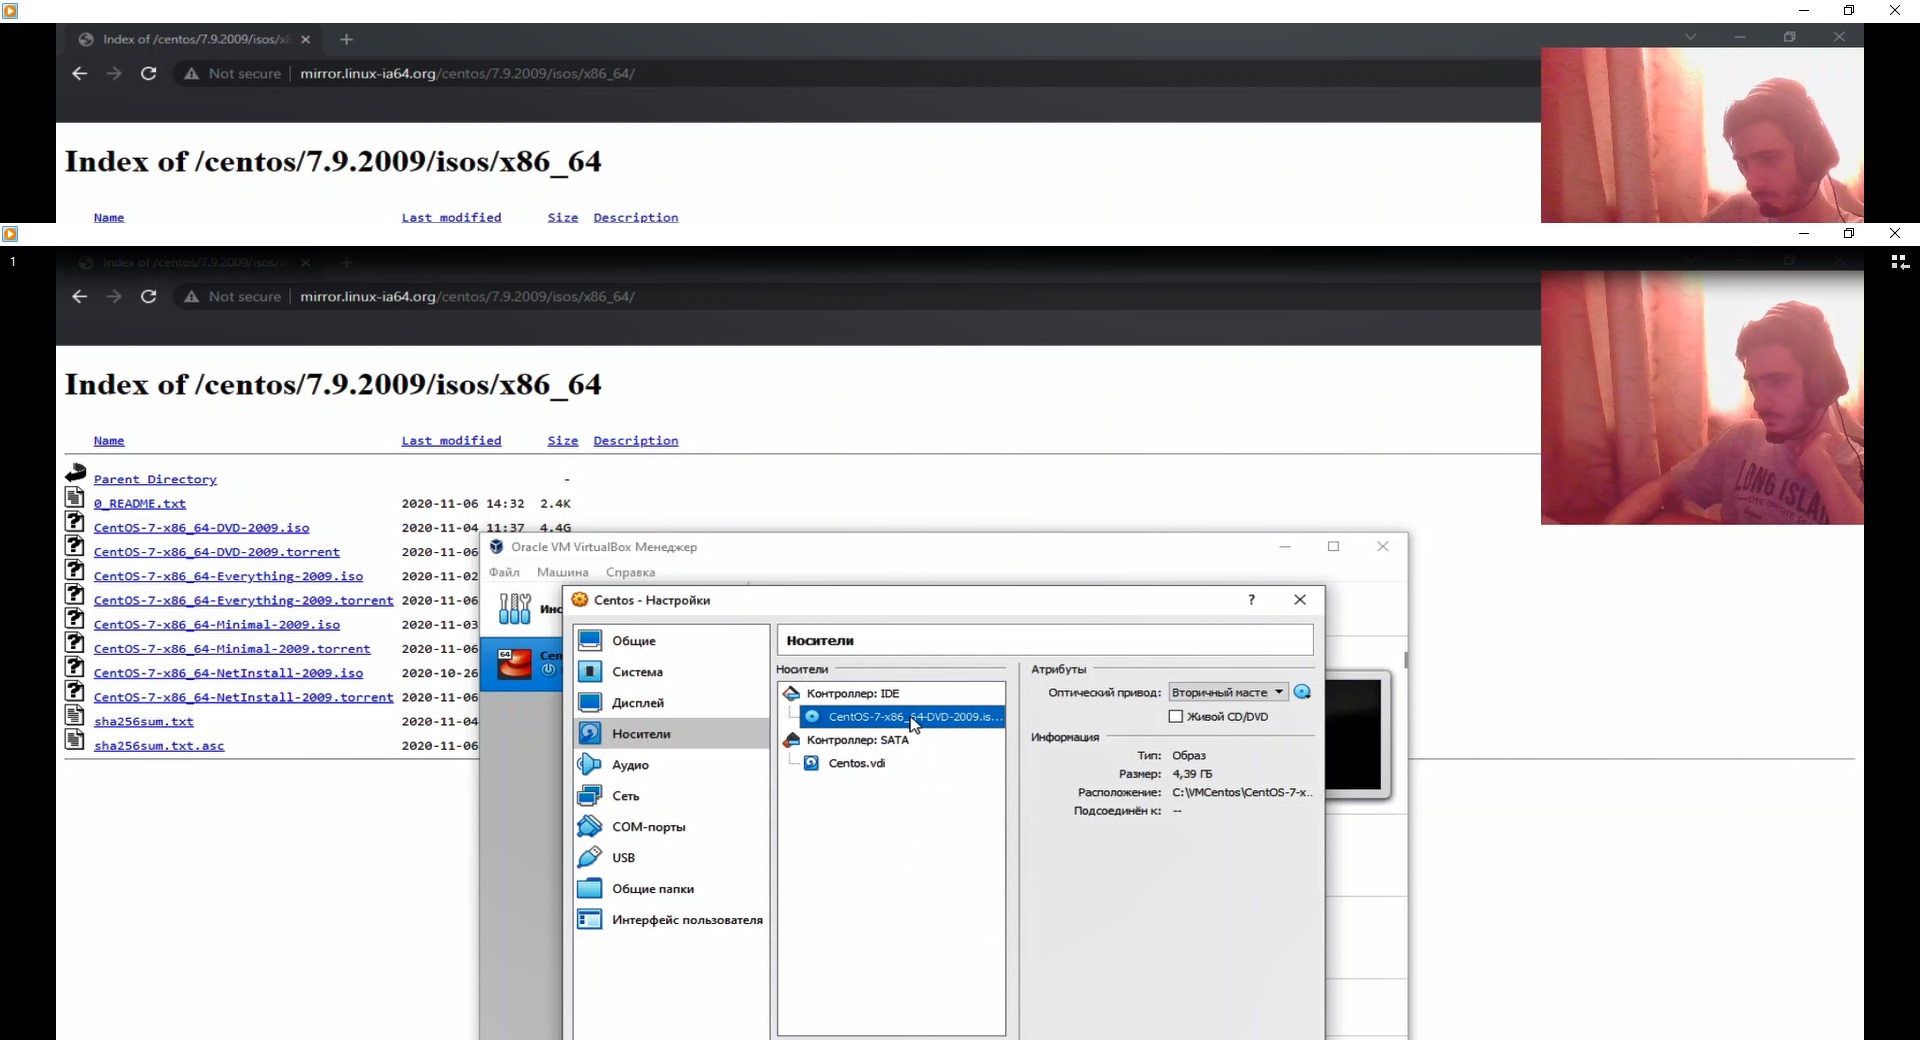 Index of /centos/7.9.2009/isos/x8
Not secure | mirror.linux-ia64.org/centos/7.9.2009/isos/x86_64/
Index of /centos/7.9.2009/isos/x86_64
Name Last modified Size Description
1
Index of /centos/7.9.2009/isos/x8
Not secure | mirror.linux-ia64.org/centos/7.9.2009/isos/x86_64/
Index of /centos/7.9.2009/isos/x86_64
Name Last modified Size Description
Parent Directory -
0_README.txt 2020-11-06 14:32 2.4K
CentOS-7-x86_64-DVD-2009.iso 2020-11-04 11:37 4.4G
CentOS-7-x86_64-DVD-2009.torrent 2020-11-06
CentOS-7-x86_64-Everything-2009.iso 2020-11-02
CentOS-7-x86_64-Everything-2009.torrent 2020-11-06
CentOS-7-x86_64-Minimal-2009.iso 2020-11-03
CentOS-7-x86_64-Minimal-2009.torrent 2020-11-06
CentOS-7-x86_64-NetInstall-2009.iso 2020-10-26
CentOS-7-x86_64-NetInstall-2009.torrent 2020-11-06
sha256sum.txt 2020-11-04
sha256sum.txt.asc 2020-11-06
Oracle VM VirtualBox Менеджер
Файл Машина Справка
Инс
64 Cen
Centos - Настройки ?
Общие
Система
Дисплей
Носители
Аудио
Сеть
COM-порты
USB
Общие папки
Интерфейс пользователя
Носители
Носители
Контроллер: IDE
CentOS-7-x86_64-DVD-2009.is...
Контроллер: SATA
Centos.vdi
Атрибуты
Оптический привод: Вторичный масте
Живой CD/DVD
Информация
Тип: Образ
Размер: 4,39 ГБ
Расположение: C:\VMCentos\CentOS-7-x...
Подсоединён к: --
LONG ISLAN